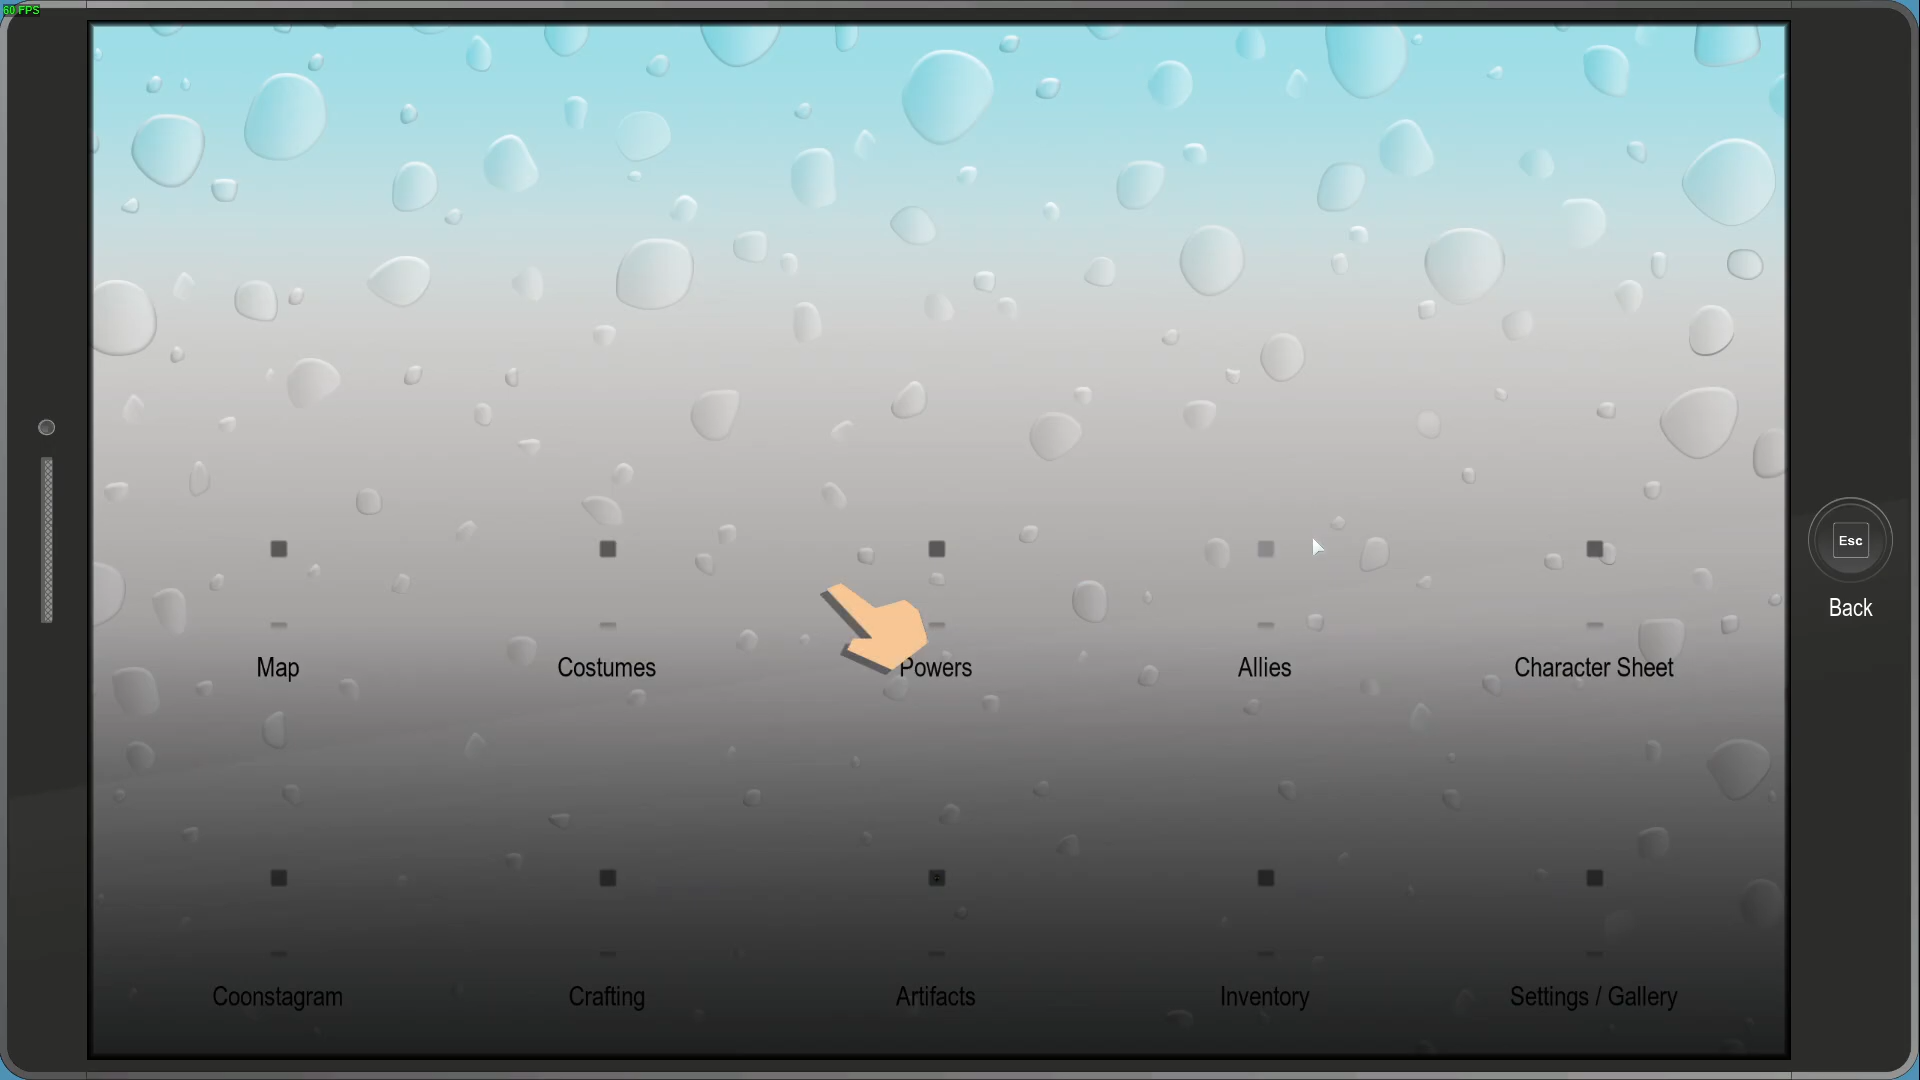 60 FPS
Esc
Back
Map
Costumes
Powers
Allies
Character Sheet
Coonstagram
Crafting
Artifacts
Inventory
Settings / Gallery